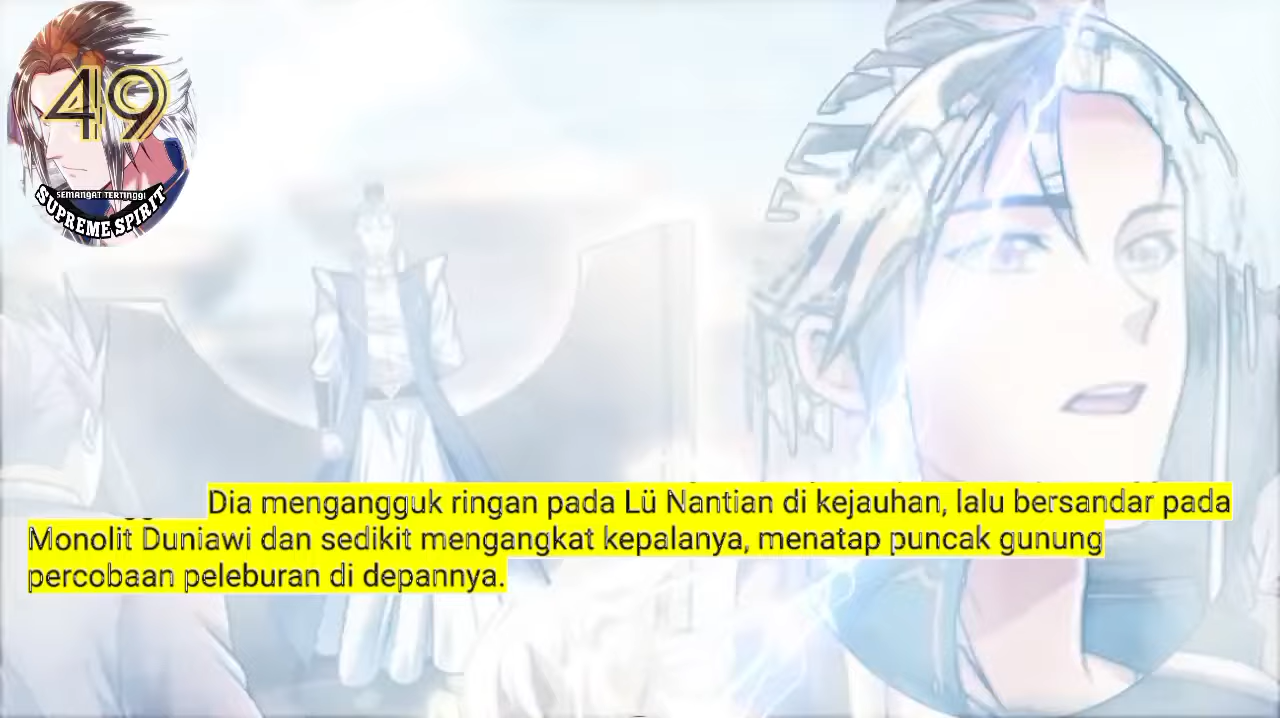 49
SEMANGAT TERTINGGI
SUPREME SPIRIT
Dia mengangguk ringan pada Lü Nantian di kejauhan, lalu bersandar pada
Monolit Duniawi dan sedikit mengangkat kepalanya, menatap puncak gunung
percobaan peleburan di depannya.